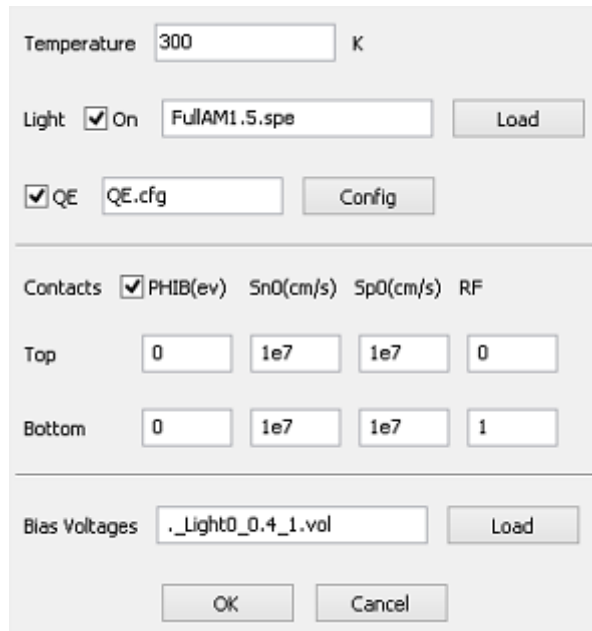 Temperature 300 K
Light On FullAM1.5.spe Load
QE QE.cfg Config
Contacts PHIB(ev) Sn0(cm/s) Sp0(cm/s) RF
Top 0 1e7 1e7 0
Bottom 0 1e7 1e7 1
Bias Voltages ._Light0_0.4_1.vol Load
OK Cancel